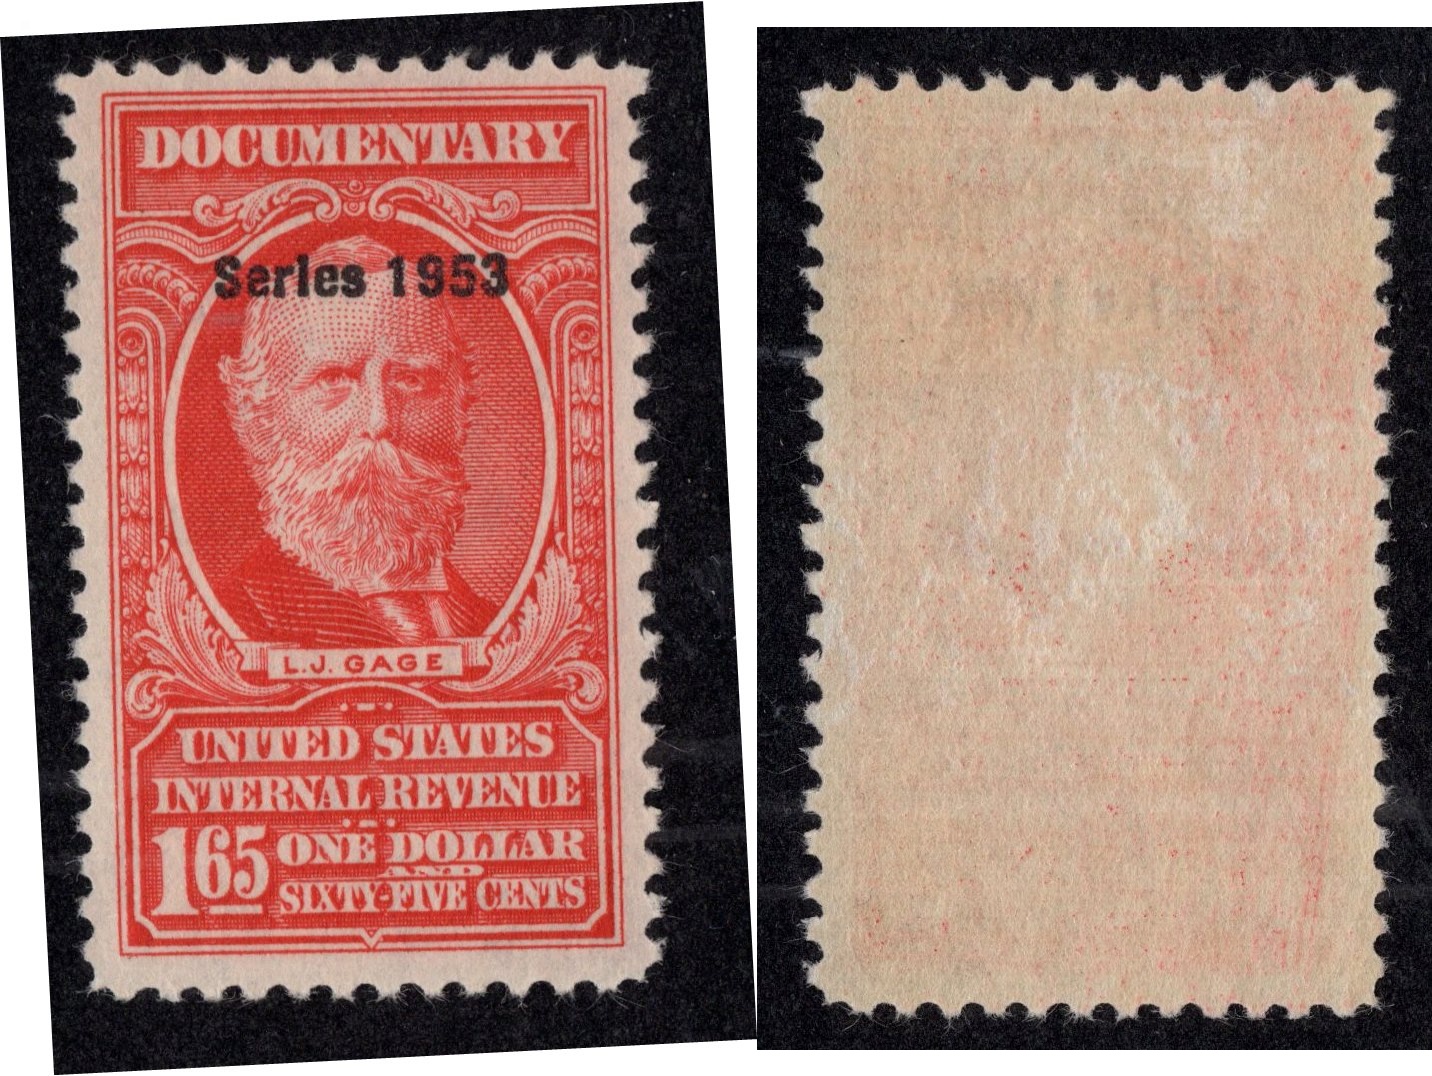 DOCUMENTARY
Series 1953
L.J. GAGE
UNITED STATES
INTERNAL REVENUE
1 65 ONE DOLLAR
AND
SIXTY-FIVE CENTS